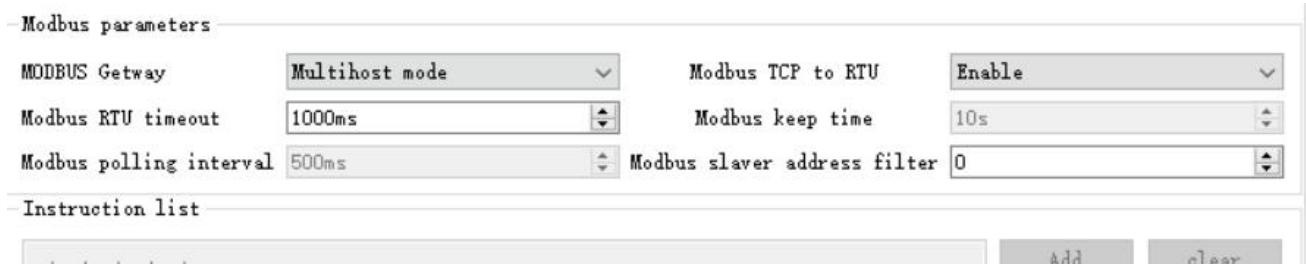 Modbus parameters
MODBUS Getway Multihost mode Modbus TCP to RTU Enable
Modbus RTU timeout 1000ms Modbus keep time 10s
Modbus polling interval 500ms Modbus slaver address filter 0
Instruction list
Add clear